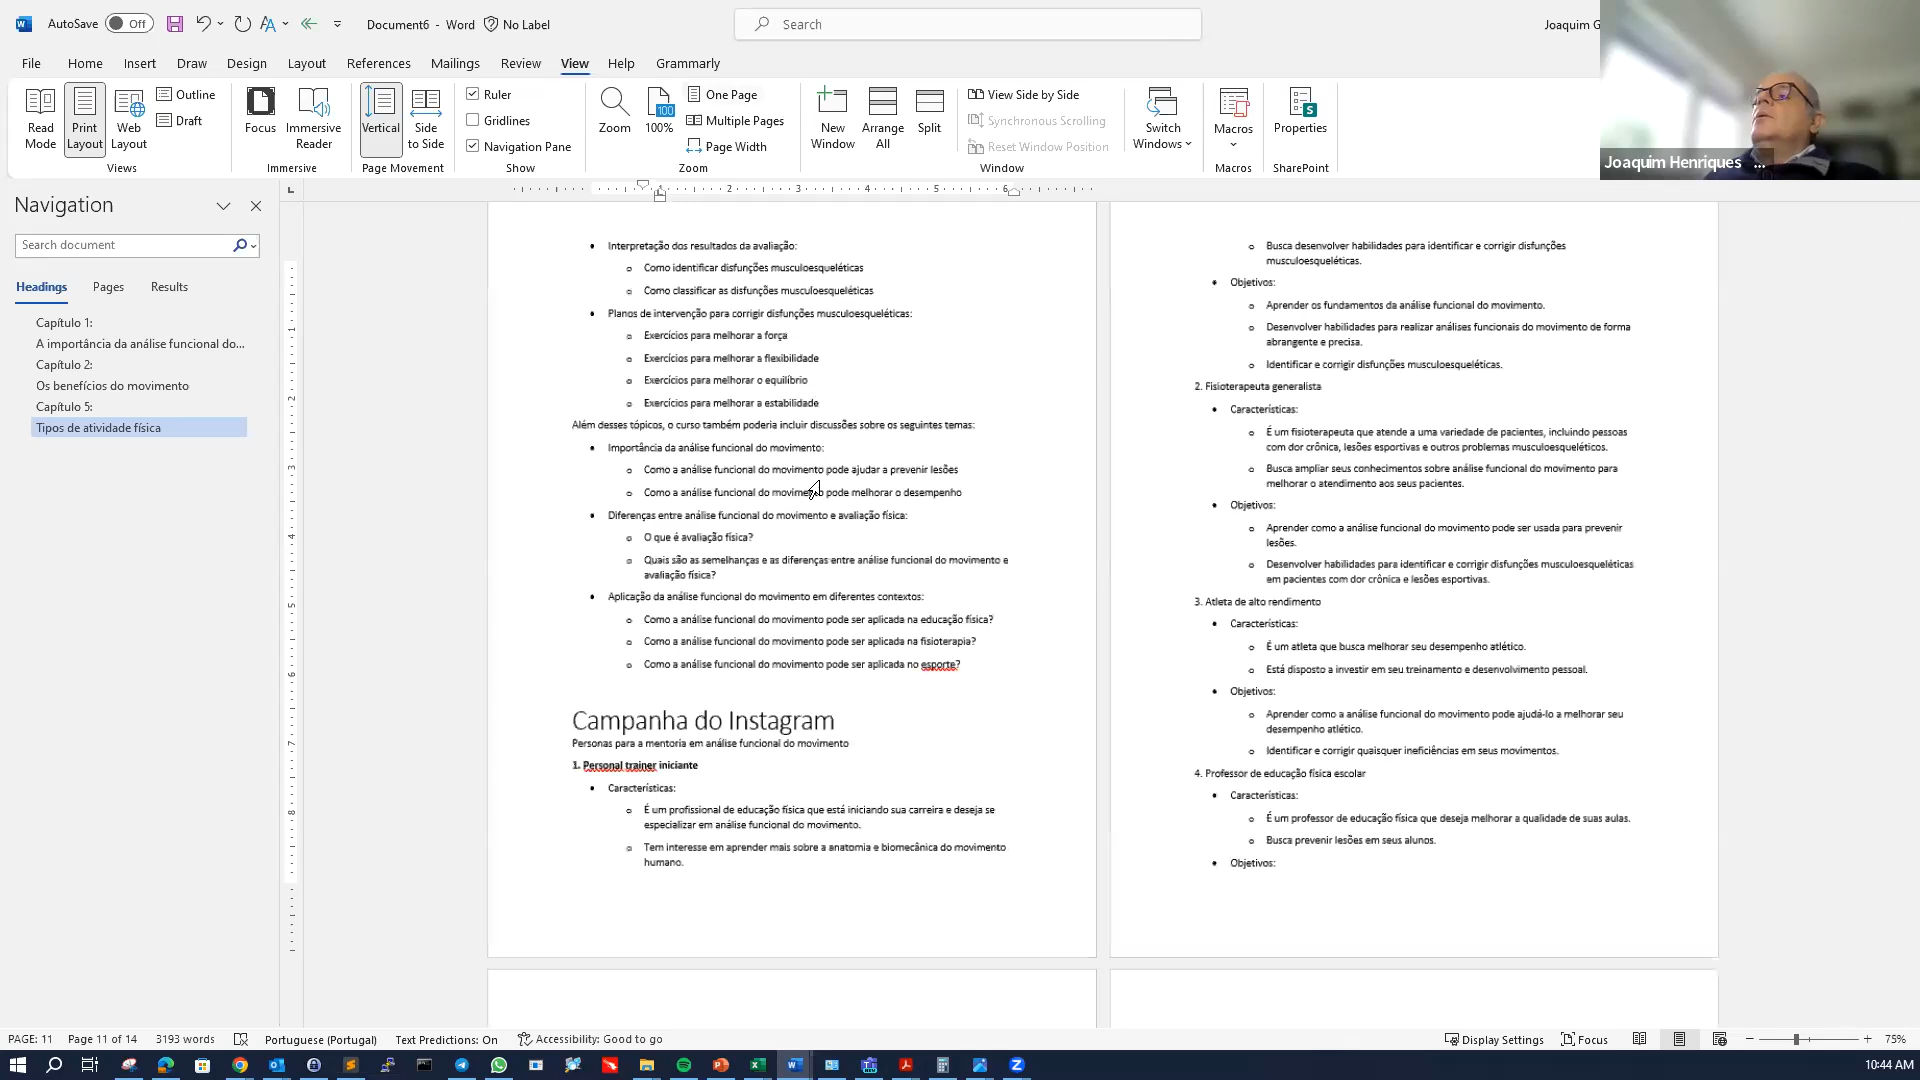 AutoSave Off Document6 - Word No Label Search Joaquim G
File Home Insert Draw Design Layout References Mailings Review View Help Grammarly
Read Mode
Print Layout
Web Layout
Outline
Draft
Views
Focus
Immersive Reader
Immersive
Vertical
Side to Side
Page Movement
Ruler
Gridlines
Navigation Pane
Show
Zoom
100
100%
One Page
Multiple Pages
Page Width
Zoom
New Window
Arrange All
Split
View Side by Side
Synchronous Scrolling
Reset Window Position
Window
Switch Windows
Macros
Macros
Properties
SharePoint
Joaquim Henriques ...
Navigation
Search document
Headings Pages Results
Capítulo 1:
A importância da análise funcional do...
Capítulo 2:
Os benefícios do movimento
Capítulo 5:
Tipos de atividade física
1 2 3 4 5 6
1
2
3
4
5
6
7
8
• Interpretação dos resultados da avaliação:
o Como identificar disfunções musculoesqueléticas
o Como classificar as disfunções musculoesqueléticas
• Planos de intervenção para corrigir disfunções musculoesqueléticas:
o Exercícios para melhorar a força
o Exercícios para melhorar a flexibilidade
o Exercícios para melhorar o equilíbrio
o Exercícios para melhorar a estabilidade
Além desses tópicos, o curso também poderia incluir discussões sobre os seguintes temas:
• Importância da análise funcional do movimento:
o Como a análise funcional do movimento pode ajudar a prevenir lesões
o Como a análise funcional do movimento pode melhorar o desempenho
• Diferenças entre análise funcional do movimento e avaliação física:
o O que é avaliação física?
o Quais são as semelhanças e as diferenças entre análise funcional do movimento e
avaliação física?
• Aplicação da análise funcional do movimento em diferentes contextos:
o Como a análise funcional do movimento pode ser aplicada na educação física?
o Como a análise funcional do movimento pode ser aplicada na fisioterapia?
o Como a análise funcional do movimento pode ser aplicada no esporte?
Campanha do Instagram
Personas para a mentoria em análise funcional do movimento
1. Personal trainer iniciante
• Características:
o É um profissional de educação física que está iniciando sua carreira e deseja se
especializar em análise funcional do movimento.
o Tem interesse em aprender mais sobre a anatomia e biomecânica do movimento
humano.
o Busca desenvolver habilidades para identificar e corrigir disfunções
musculoesqueléticas.
• Objetivos:
o Aprender os fundamentos da análise funcional do movimento.
o Desenvolver habilidades para realizar análises funcionais do movimento de forma
abrangente e precisa.
o Identificar e corrigir disfunções musculoesqueléticas.
2. Fisioterapeuta generalista
• Características:
o É um fisioterapeuta que atende a uma variedade de pacientes, incluindo pessoas
com dor crônica, lesões esportivas e outros problemas musculoesqueléticos.
o Busca ampliar seus conhecimentos sobre análise funcional do movimento para
melhorar o atendimento aos seus pacientes.
• Objetivos:
o Aprender como a análise funcional do movimento pode ser usada para prevenir
lesões.
o Desenvolver habilidades para identificar e corrigir disfunções musculoesqueléticas
em pacientes com dor crônica e lesões esportivas.
3. Atleta de alto rendimento
• Características:
o É um atleta que busca melhorar seu desempenho atlético.
o Está disposto a investir em seu treinamento e desenvolvimento pessoal.
• Objetivos:
o Aprender como a análise funcional do movimento pode ajudá-lo a melhorar seu
desempenho atlético.
o Identificar e corrigir quaisquer ineficiências em seus movimentos.
4. Professor de educação física escolar
• Características:
o É um professor de educação física que deseja melhorar a qualidade de suas aulas.
o Busca prevenir lesões em seus alunos.
• Objetivos:
PAGE: 11 Page 11 of 14 3193 words Portuguese (Portugal) Text Predictions: On Accessibility: Good to go Display Settings Focus 75%
10:44 AM